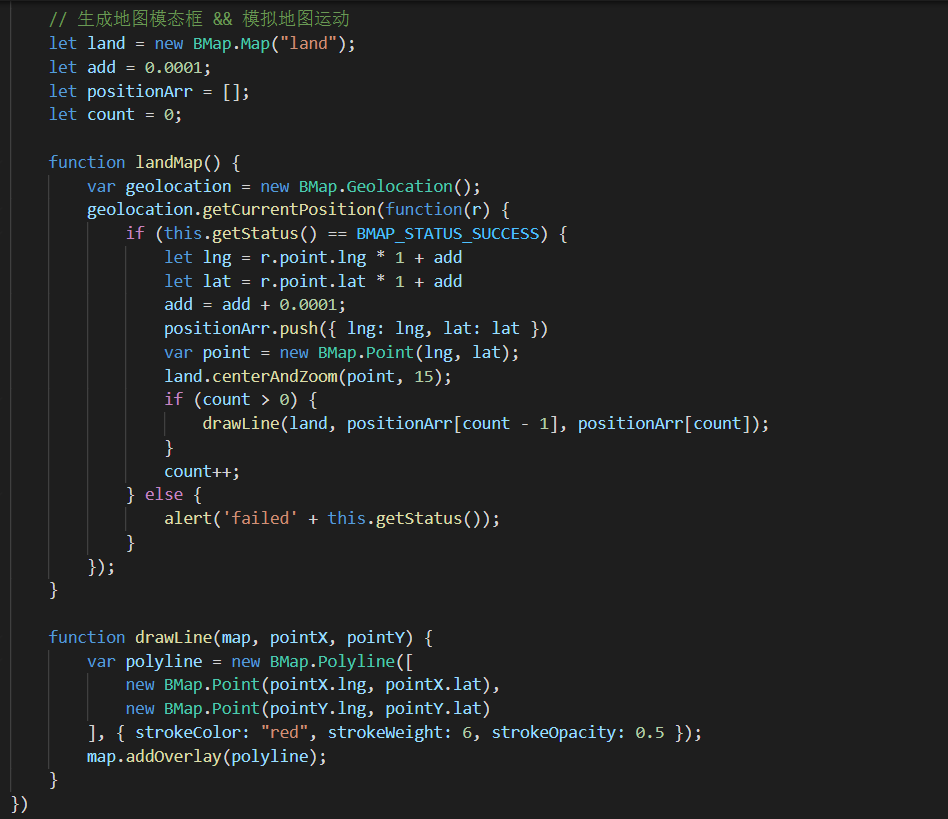 // 生成地图模态框 && 模拟地图运动
let land = new BMap.Map("land");
let add = 0.0001;
let positionArr = [];
let count = 0;
function landMap() {
var geolocation = new BMap.Geolocation();
geolocation.getCurrentPosition(function(r) {
if (this.getStatus() == BMAP_STATUS_SUCCESS) {
let lng = r.point.lng * 1 + add
let lat = r.point.lat * 1 + add
add = add + 0.0001;
positionArr.push({ lng: lng, lat: lat })
var point = new BMap.Point(lng, lat);
land.centerAndZoom(point, 15);
if (count > 0) {
drawLine(land, positionArr[count - 1], positionArr[count]);
}
count++;
} else {
alert('failed' + this.getStatus());
}
});
}
function drawLine(map, pointX, pointY) {
var polyline = new BMap.Polyline([
new BMap.Point(pointX.lng, pointX.lat),
new BMap.Point(pointY.lng, pointY.lat)
], { strokeColor: "red", strokeWeight: 6, strokeOpacity: 0.5 });
map.addOverlay(polyline);
}
})